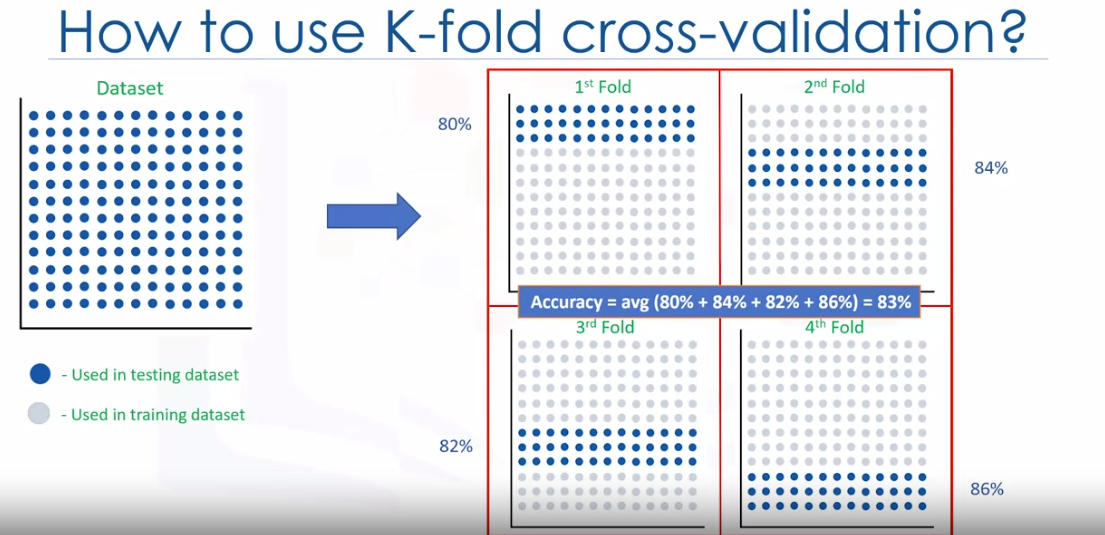 How to use K-fold cross-validation?
Dataset
1st Fold
2nd Fold
80%
84%
Accuracy = avg (80% + 84% + 82% + 86%) = 83%
3rd Fold
4th Fold
- Used in testing dataset
- Used in training dataset
82%
86%